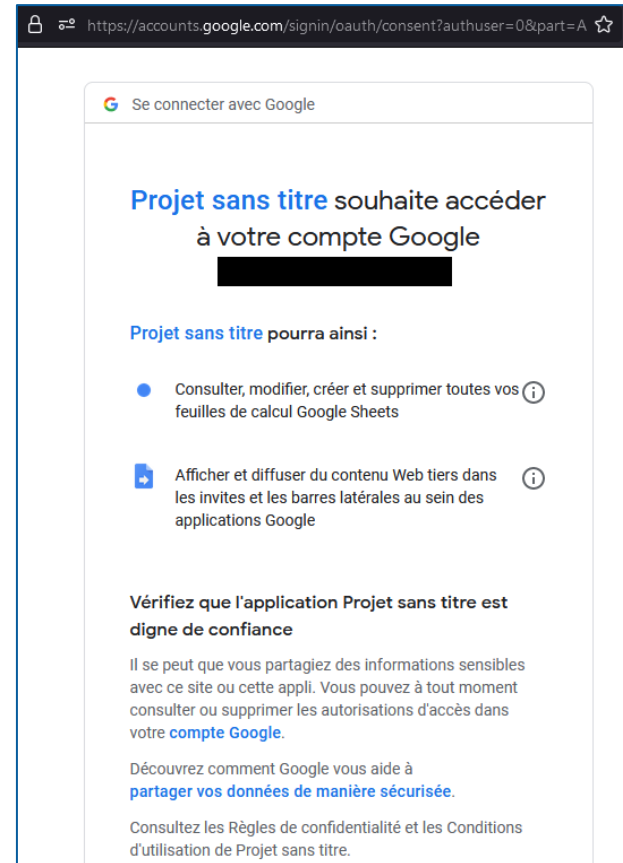 https://accounts.google.com/signin/oauth/consent?authuser=0&part=A
Se connecter avec Google
Projet sans titre souhaite accéder
à votre compte Google
Projet sans titre pourra ainsi :
Consulter, modifier, créer et supprimer toutes vos
feuilles de calcul Google Sheets
Afficher et diffuser du contenu Web tiers dans
les invites et les barres latérales au sein des
applications Google
Vérifiez que l'application Projet sans titre est
digne de confiance
Il se peut que vous partagiez des informations sensibles
avec ce site ou cette appli. Vous pouvez à tout moment
consulter ou supprimer les autorisations d'accès dans
votre compte Google.
Découvrez comment Google vous aide à
partager vos données de manière sécurisée.
Consultez les Règles de confidentialité et les Conditions
d'utilisation de Projet sans titre.